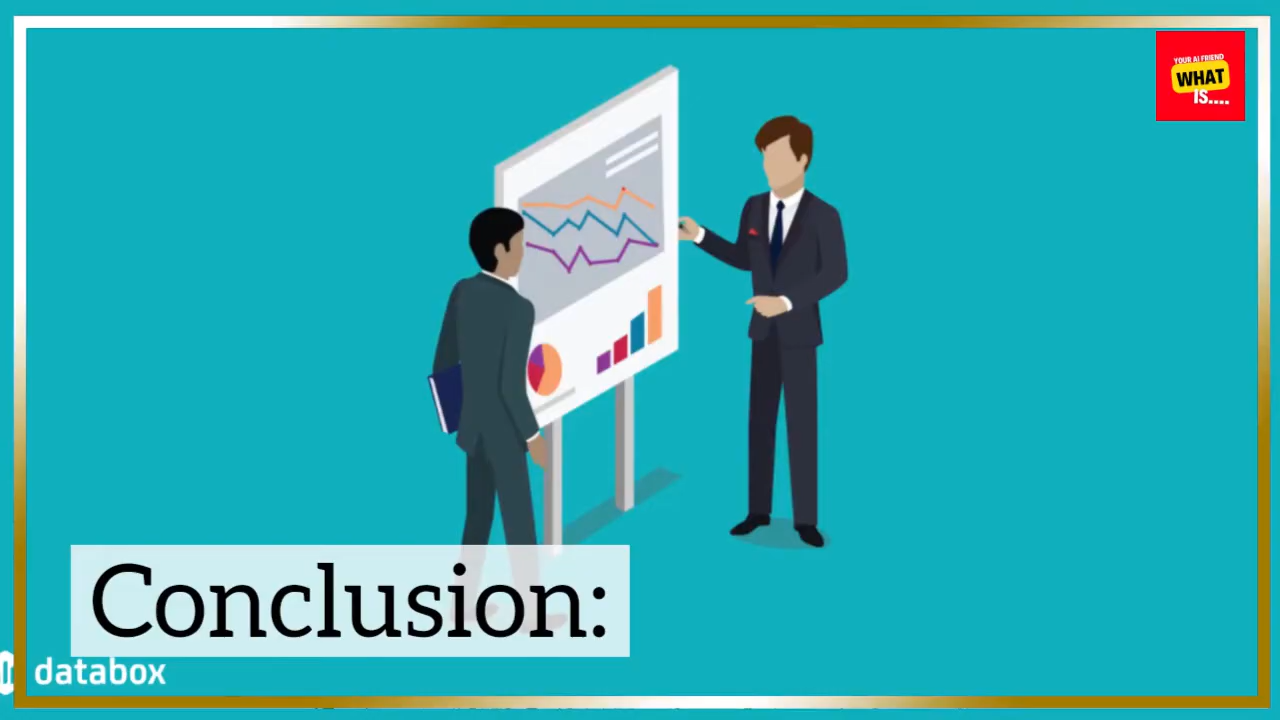 YOUR AI FRIEND
WHAT
IS....
Conclusion:
databox